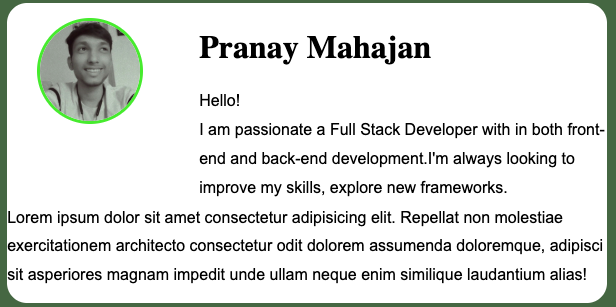 Pranay Mahajan
Hello!
I am passionate a Full Stack Developer with in both front-
end and back-end development.I'm always looking to
improve my skills, explore new frameworks.
Lorem ipsum dolor sit amet consectetur adipisicing elit. Repellat non molestiae
exercitationem architecto consectetur odit dolorem assumenda doloremque, adipisci
sit asperiores magnam impedit unde ullam neque enim similique laudantium alias!